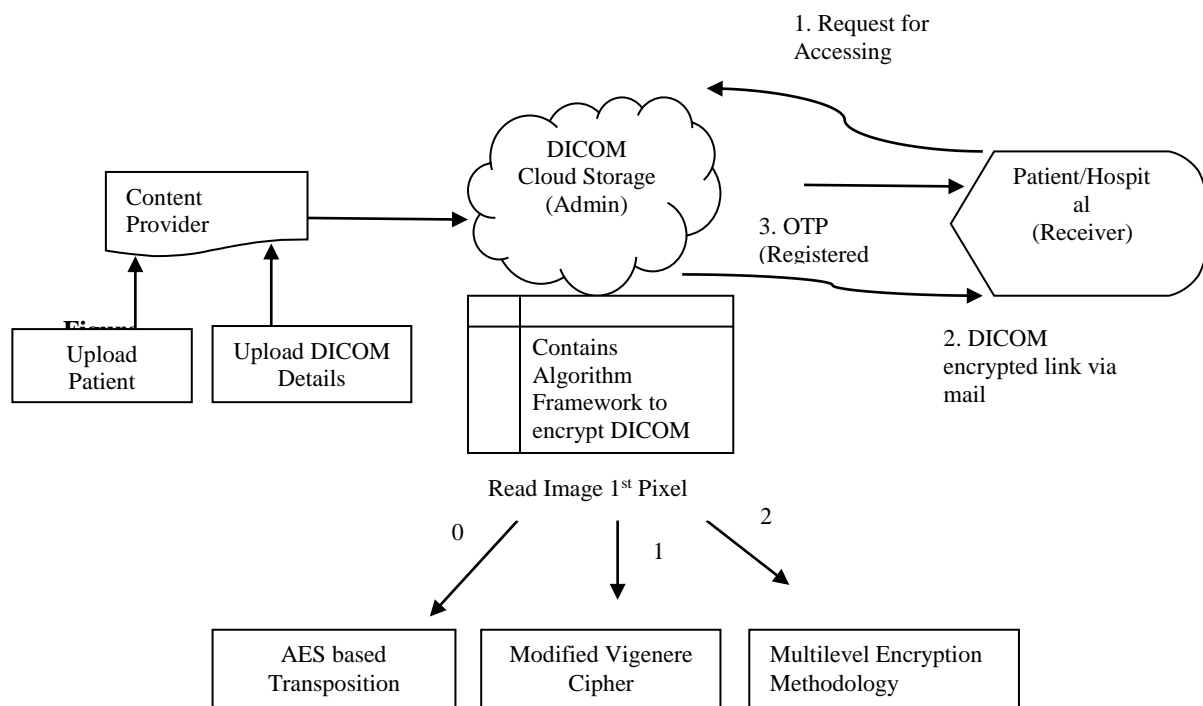 1. Request for
Accessing
DICOM
Cloud Storage
(Admin)
Content
Provider
Patient/Hospit
al
(Receiver)
3. OTP
(Registered
2. DICOM
encrypted link via
mail
Upload
Patient
Upload DICOM
Details
Contains
Algorithm
Framework to
encrypt DICOM
Read Image 1st Pixel
0
1
2
AES based
Transposition
Modified Vigenere
Cipher
Multilevel Encryption
Methodology